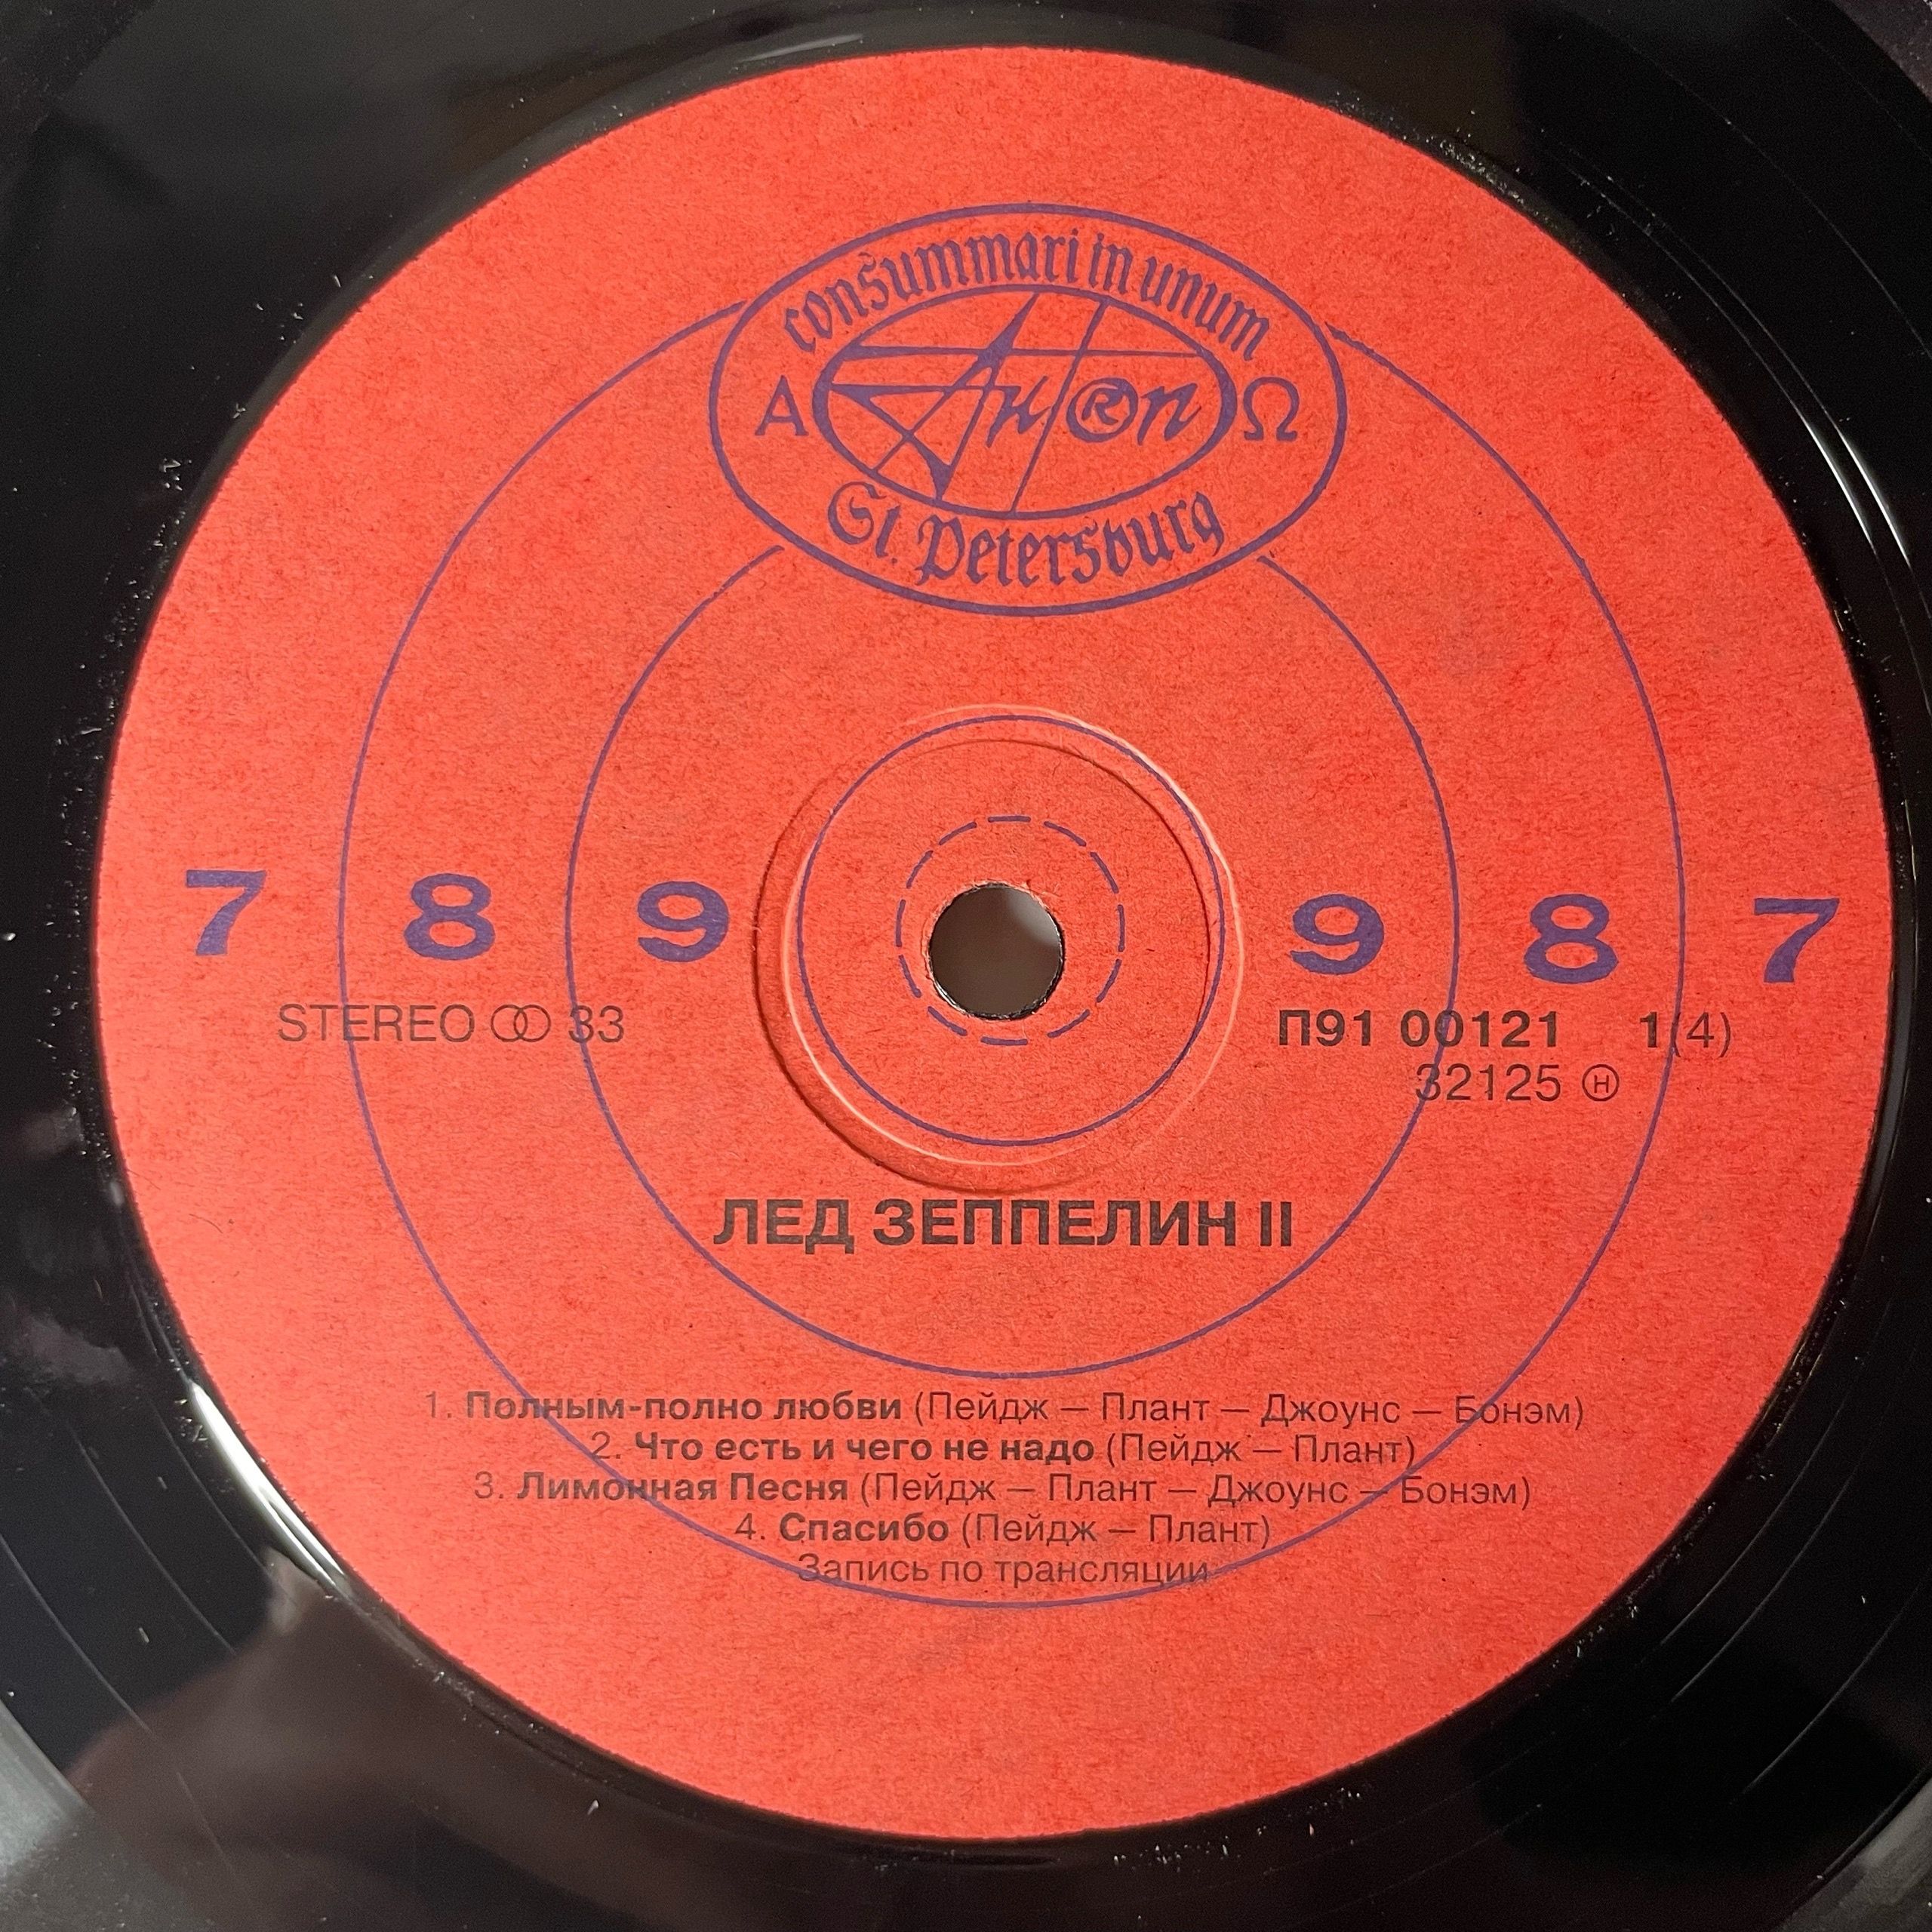 consummari in unum
Α АнтRоп Ω
St. Petersburg
7 8 9 9 8 7
STEREO 33
П91 00121 1(4)
32125 Ⓗ
ЛЕД ЗЕППЕЛИН II
1. Полным-полно любви (Пейдж — Плант — Джоунс — Бонэм)
2. Что есть и чего не надо (Пейдж — Плант)
3. Лимонная Песня (Пейдж — Плант — Джоунс — Бонэм)
4. Спасибо (Пейдж — Плант)
Запись по трансляции